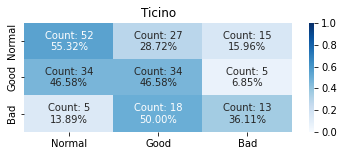 Ticino
Normal
Count: 52
55.32%
Count: 27
28.72%
Count: 15
15.96%
Good
Count: 34
46.58%
Count: 34
46.58%
Count: 5
6.85%
Bad
Count: 5
13.89%
Count: 18
50.00%
Count: 13
36.11%
Normal
Good
Bad
1.0
0.8
0.6
0.4
0.2
0.0